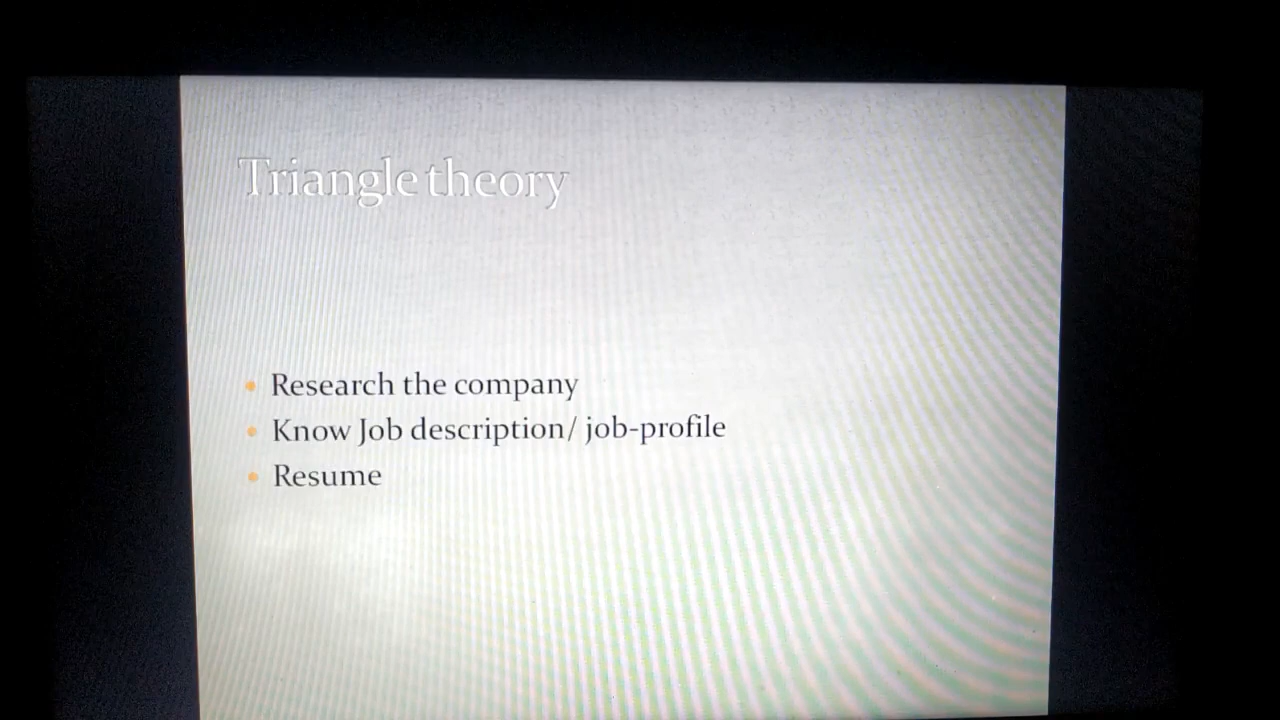 Triangle theory
Research the company
Know Job description/ job-profile
Resume